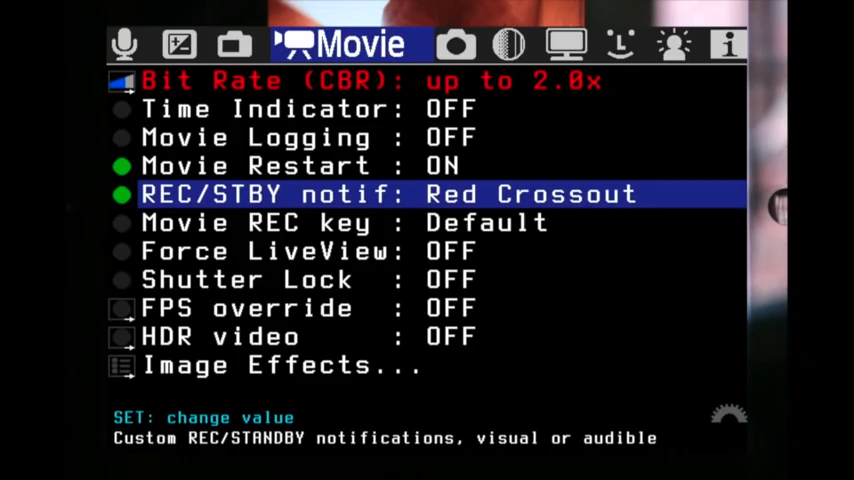 Movie
Bit Rate (CBR): up to 2.0x
Time Indicator: OFF
Movie Logging : OFF
Movie Restart : ON
REC/STBY notif: Red Crossout
Movie REC key : Default
Force LiveView: OFF
Shutter Lock : OFF
FPS override : OFF
HDR video : OFF
Image Effects...
SET: change value
Custom REC/STANDBY notifications, visual or audible